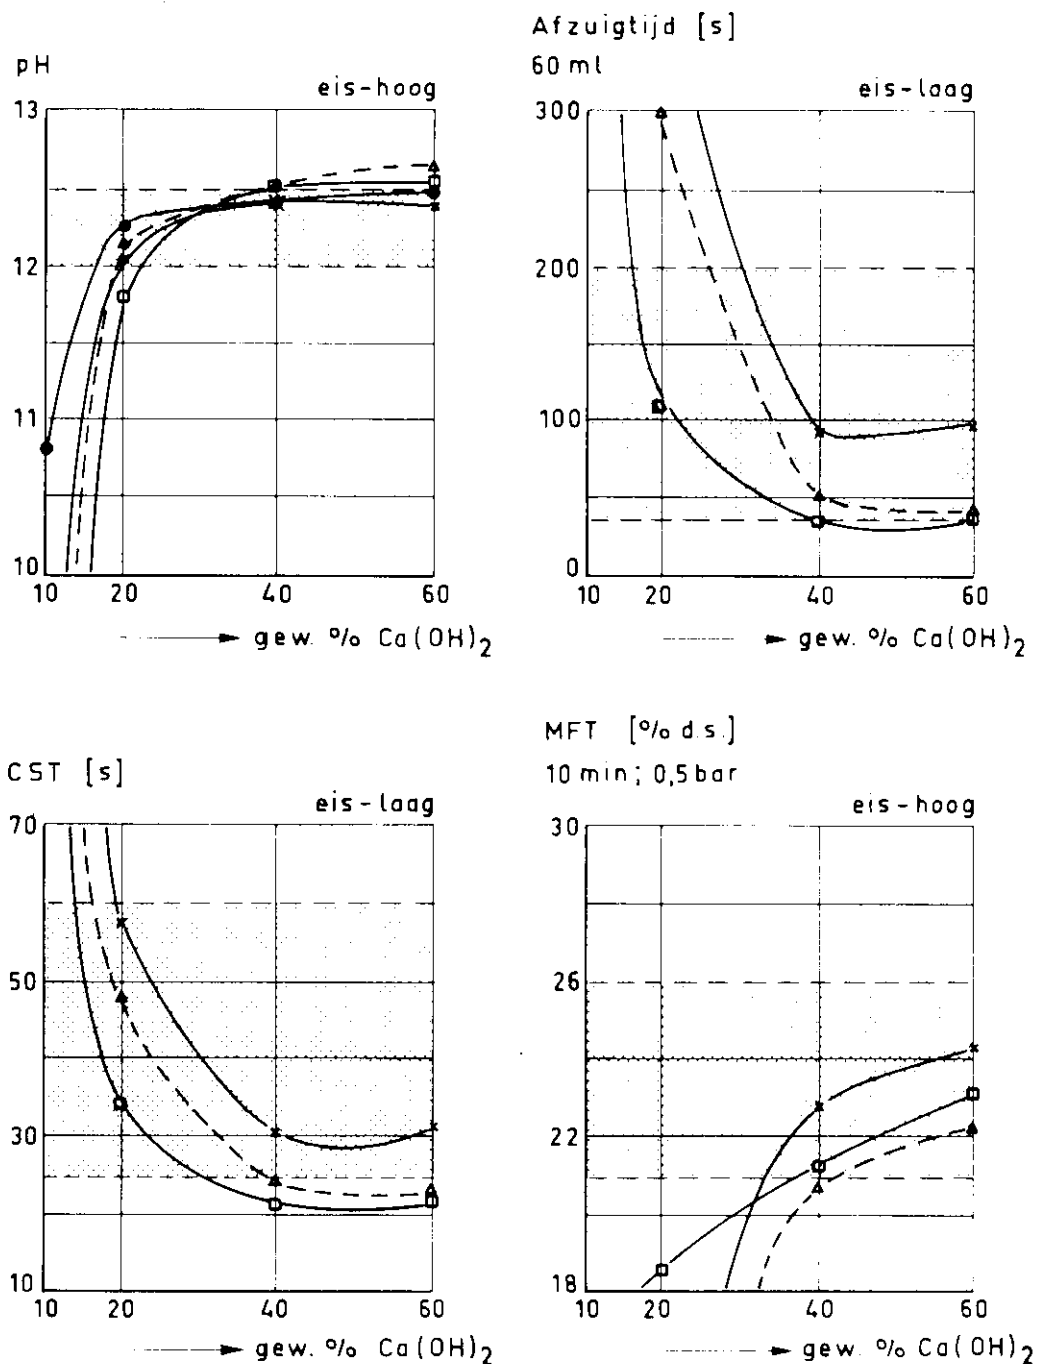 pH
eis-hoog
13
12
11
10
10 20 40 60
gew. % Ca(OH)2
Afzuigtijd [s]
60 ml
eis-laag
300
200
100
0
10 20 40 60
gew. % Ca(OH)2
CST [s]
eis-laag
70
50
30
10
10 20 40 60
gew. % Ca(OH)2
MFT [% d.s.]
10 min; 0,5 bar
eis-hoog
30
26
22
18
10 20 40 60
gew. % Ca(OH)2